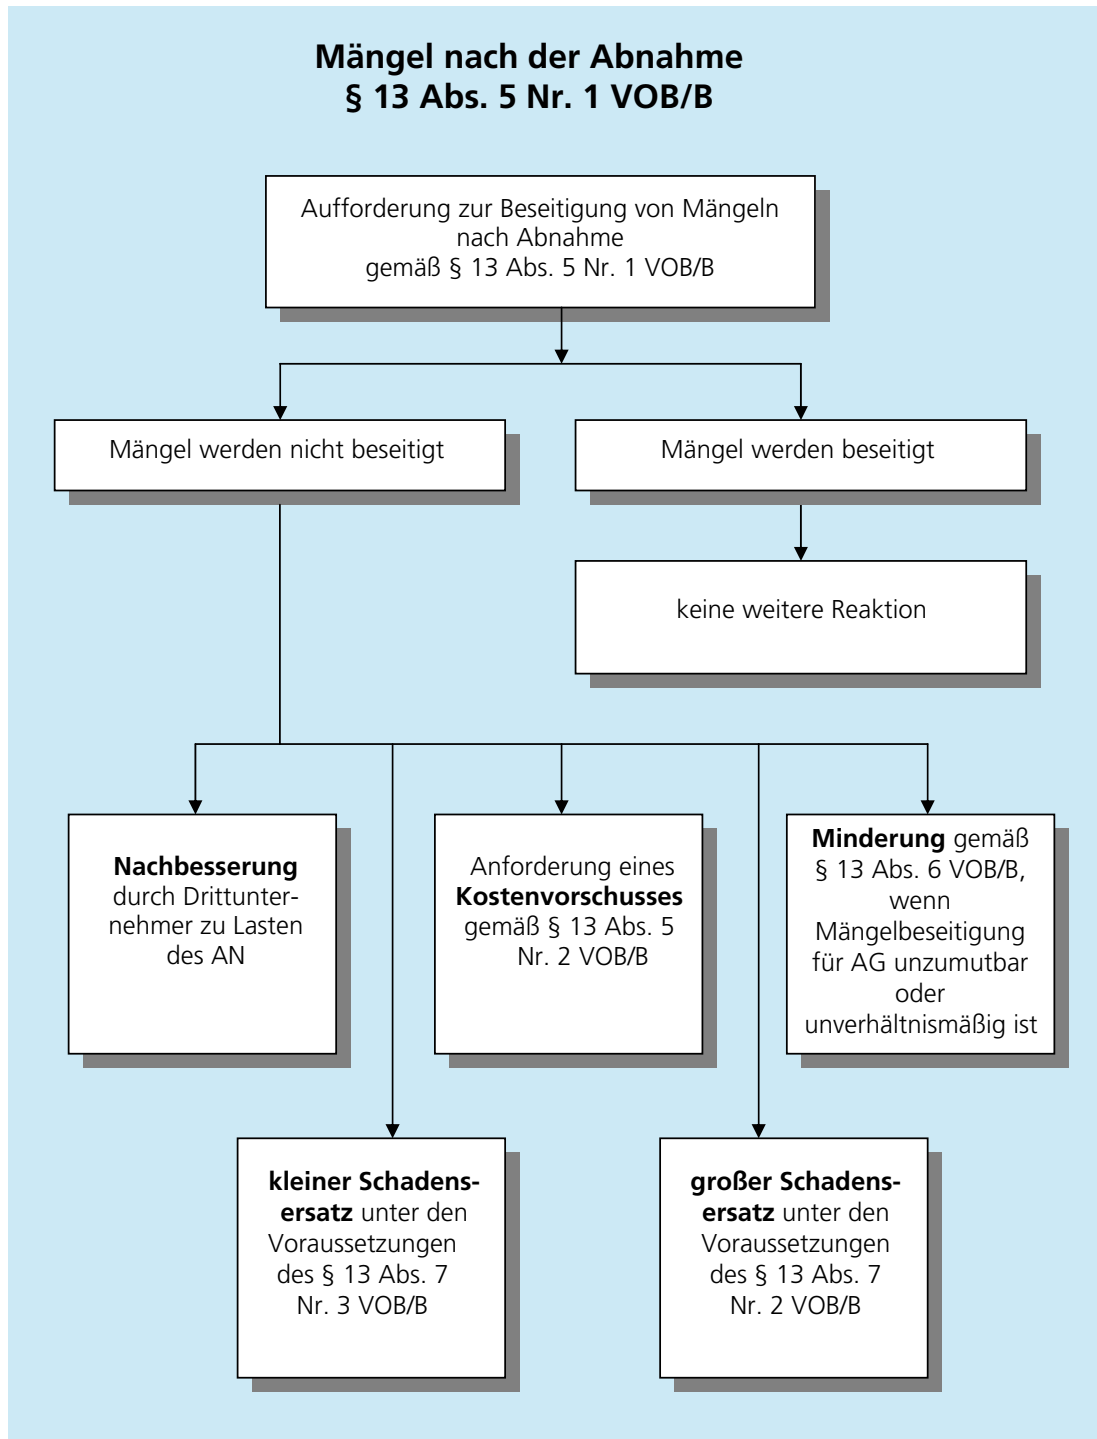 Mängel nach der Abnahme
§ 13 Abs. 5 Nr. 1 VOB/B
Aufforderung zur Beseitigung von Mängeln
nach Abnahme
gemäß § 13 Abs. 5 Nr. 1 VOB/B
Mängel werden nicht beseitigt
Mängel werden beseitigt
keine weitere Reaktion
Nachbesserung
durch Drittunter-
nehmer zu Lasten
des AN
Anforderung eines
Kostenvorschusses
gemäß § 13 Abs. 5
Nr. 2 VOB/B
Minderung gemäß
§ 13 Abs. 6 VOB/B,
wenn
Mängelbeseitigung
für AG unzumutbar
oder
unverhältnismäßig ist
kleiner Schadens-
ersatz unter den
Voraussetzungen
des § 13 Abs. 7
Nr. 3 VOB/B
großer Schadens-
ersatz unter den
Voraussetzungen
des § 13 Abs. 7
Nr. 2 VOB/B